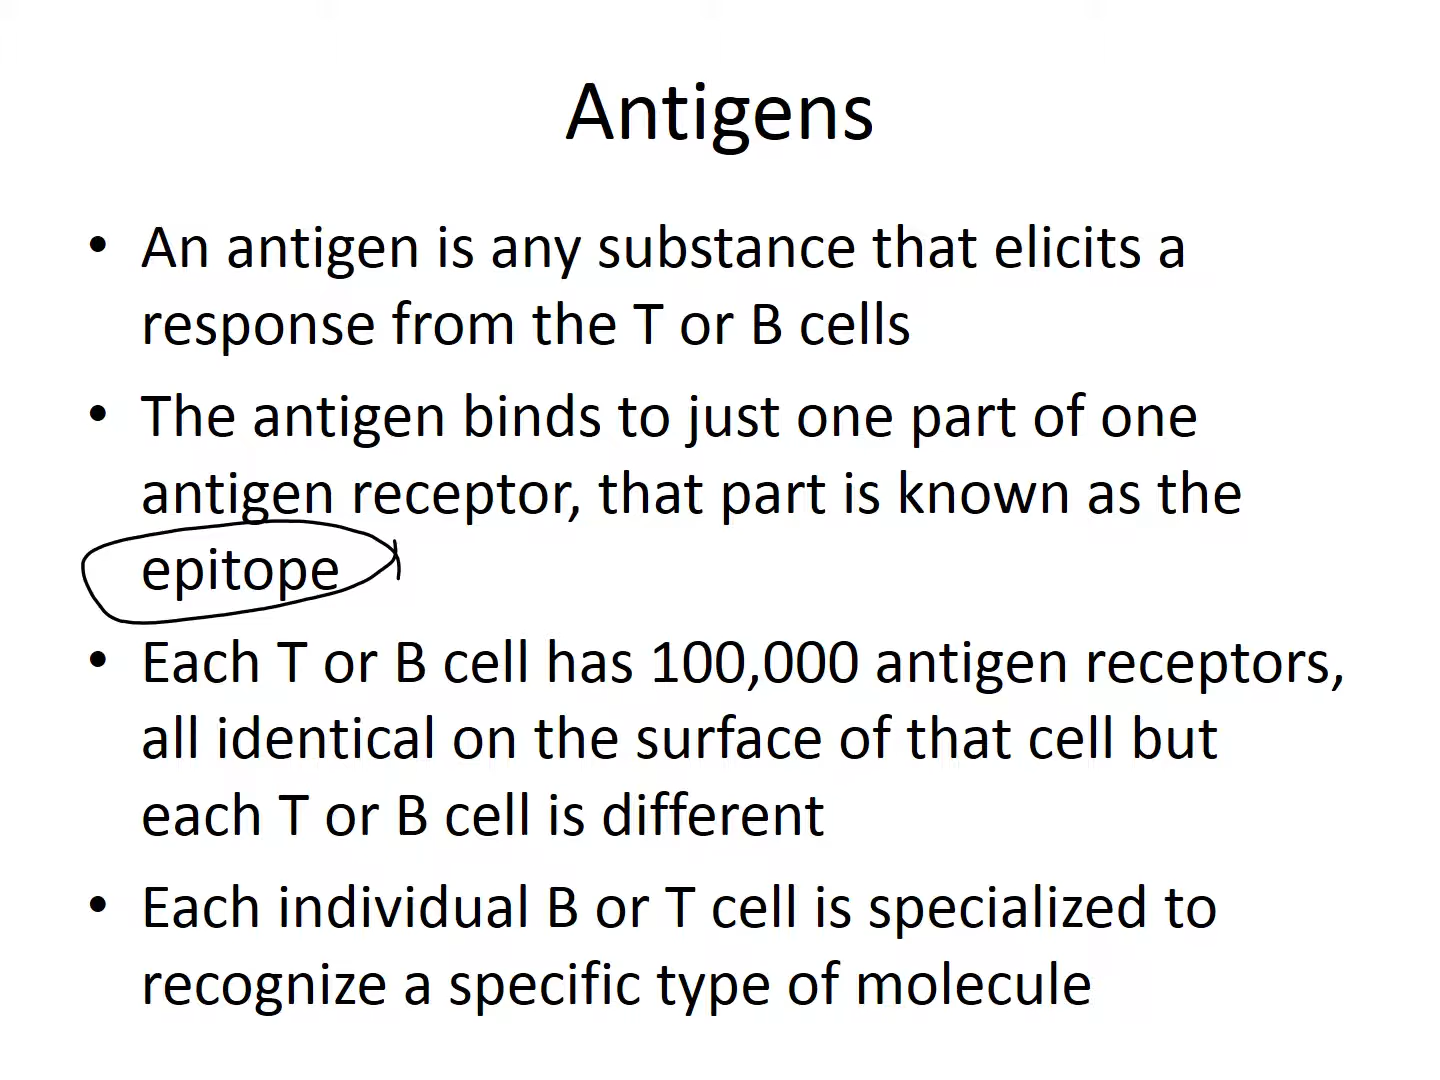 Antigens
• An antigen is any substance that elicits a
response from the T or B cells
• The antigen binds to just one part of one
antigen receptor, that part is known as the
epitope
• Each T or B cell has 100,000 antigen receptors,
all identical on the surface of that cell but
each T or B cell is different
• Each individual B or T cell is specialized to
recognize a specific type of molecule